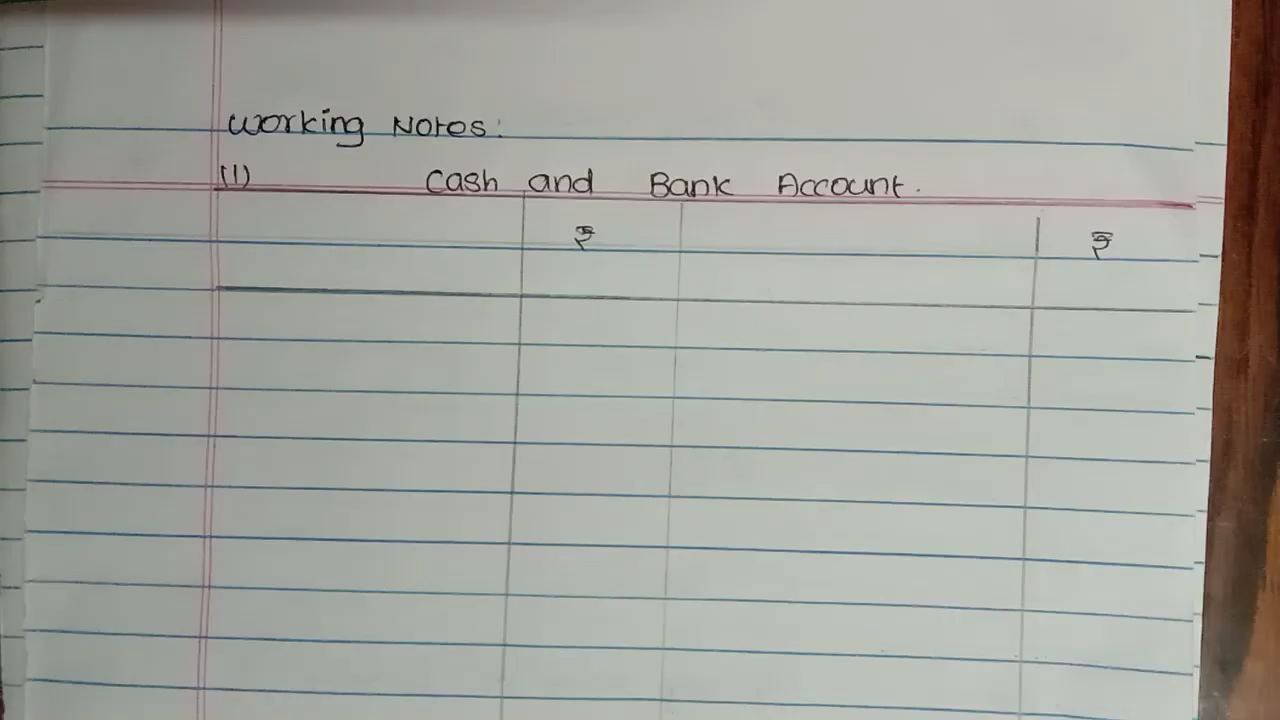 Working Notes:
(1) Cash and Bank Account.
₹ ₹